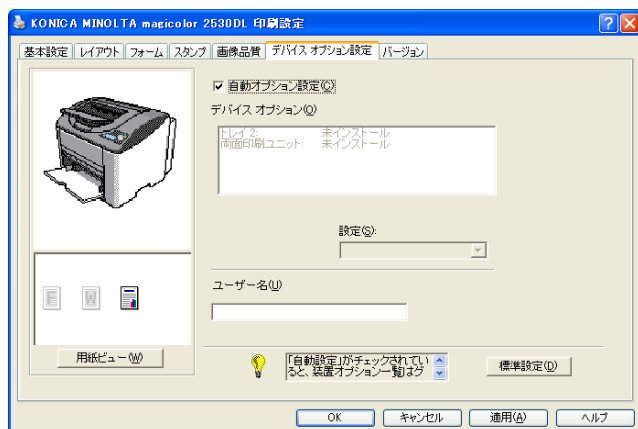 KONICA MINOLTA magicolor 2530DL 印刷設定
基本設定 レイアウト フォーム スタンプ 画像品質 デバイス オプション設定 バージョン
自動オプション設定(C)
デバイス オプション(O)
トレイ 2: 未インストール
両面印刷ユニット: 未インストール
設定(S):
ユーザー名(U)
用紙ビュー(W)
「自動設定」がチェックされてい
ると、装置オプション一覧はグ
標準設定(D)
OK キャンセル 適用(A) ヘルプ